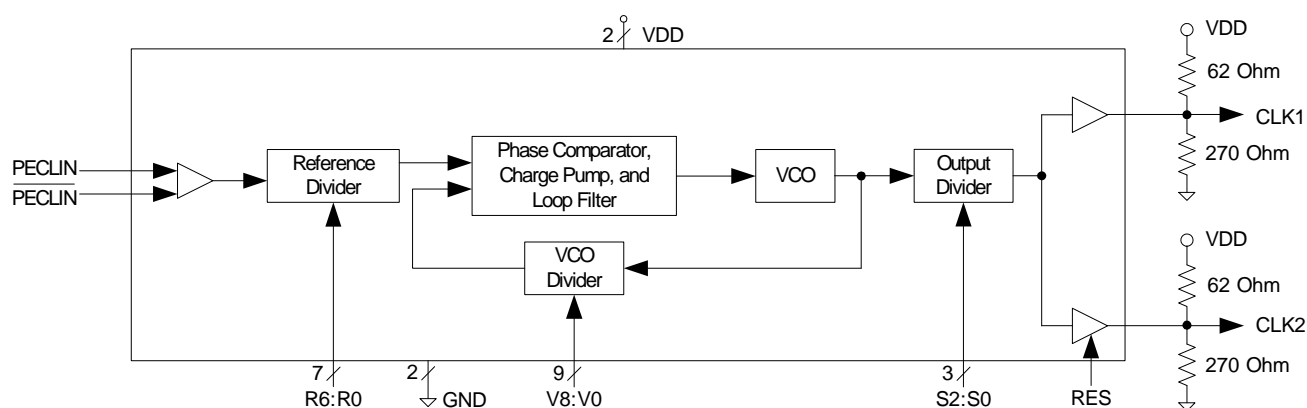 2 VDD
VDD
62 Ohm
CLK1
270 Ohm
PECLIN
PECLIN
Reference
Divider
Phase Comparator,
Charge Pump, and
Loop Filter
VCO
Output
Divider
VCO
Divider
VDD
62 Ohm
CLK2
270 Ohm
7
R6:R0
2
GND
9
V8:V0
3
S2:S0
RES